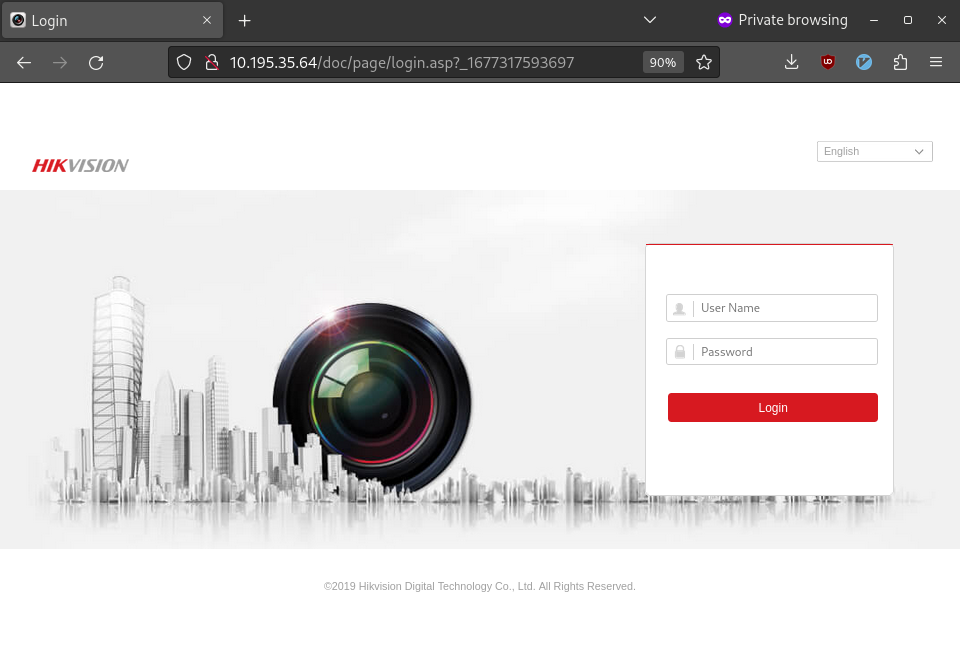 Login
Private browsing
10.195.35.64/doc/page/login.asp?_1677317593697
90%
HIKVISION
English
User Name
Password
Login
©2019 Hikvision Digital Technology Co., Ltd. All Rights Reserved.